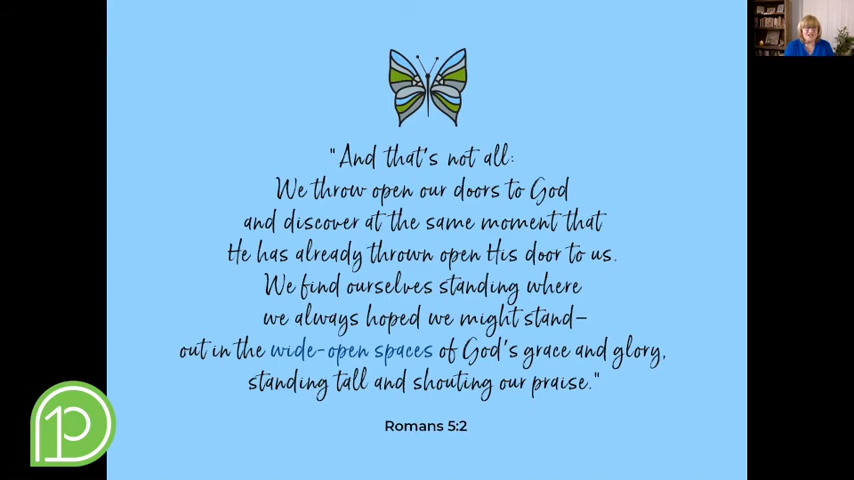 "And that's not all:
We throw open our doors to God
and discover at the same moment that
He has already thrown open His door to us.
We find ourselves standing where
we always hoped we might stand–
out in the wide-open spaces of God's grace and glory,
standing tall and shouting our praise."
Romans 5:2
1P